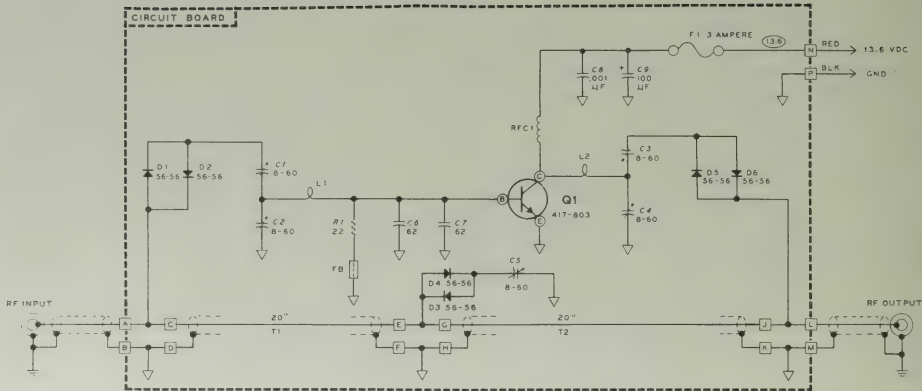 CIRCUIT BOARD
F1 3 AMPERE
13.6
N
RED
13.6 VDC
P
BLK
GND
C8
.001
µF
+
C9
100
µF
RFC1
D1
56-56
D2
56-56
C1
8-60
L1
C2
8-60
R1
22
FB
C6
62
C7
62
B
C
E
Q1
417-803
L2
C3
8-60
C4
8-60
D5
56-56
D6
56-56
D4 56-56
D3 56-56
C5
8-60
RF INPUT
A
B
C
D
20"
T1
E
F
G
H
20"
T2
J
K
L
M
RF OUTPUT